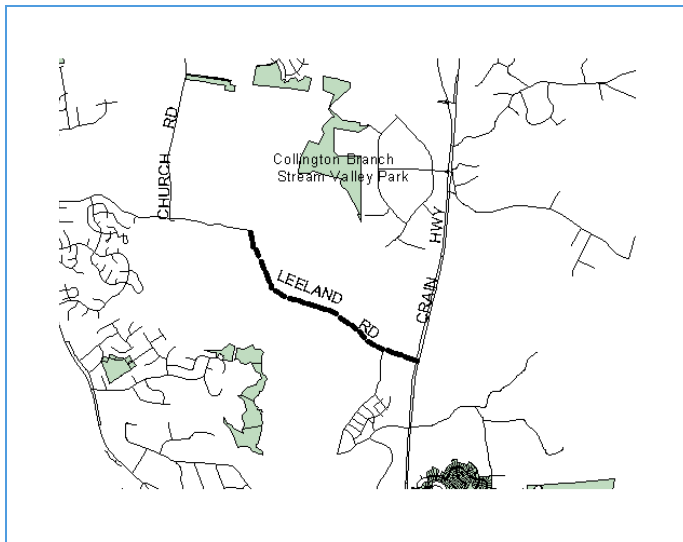 CHURCH RD
Collington Branch
Stream Valley Park
CRAIN HWY
LEELAND RD